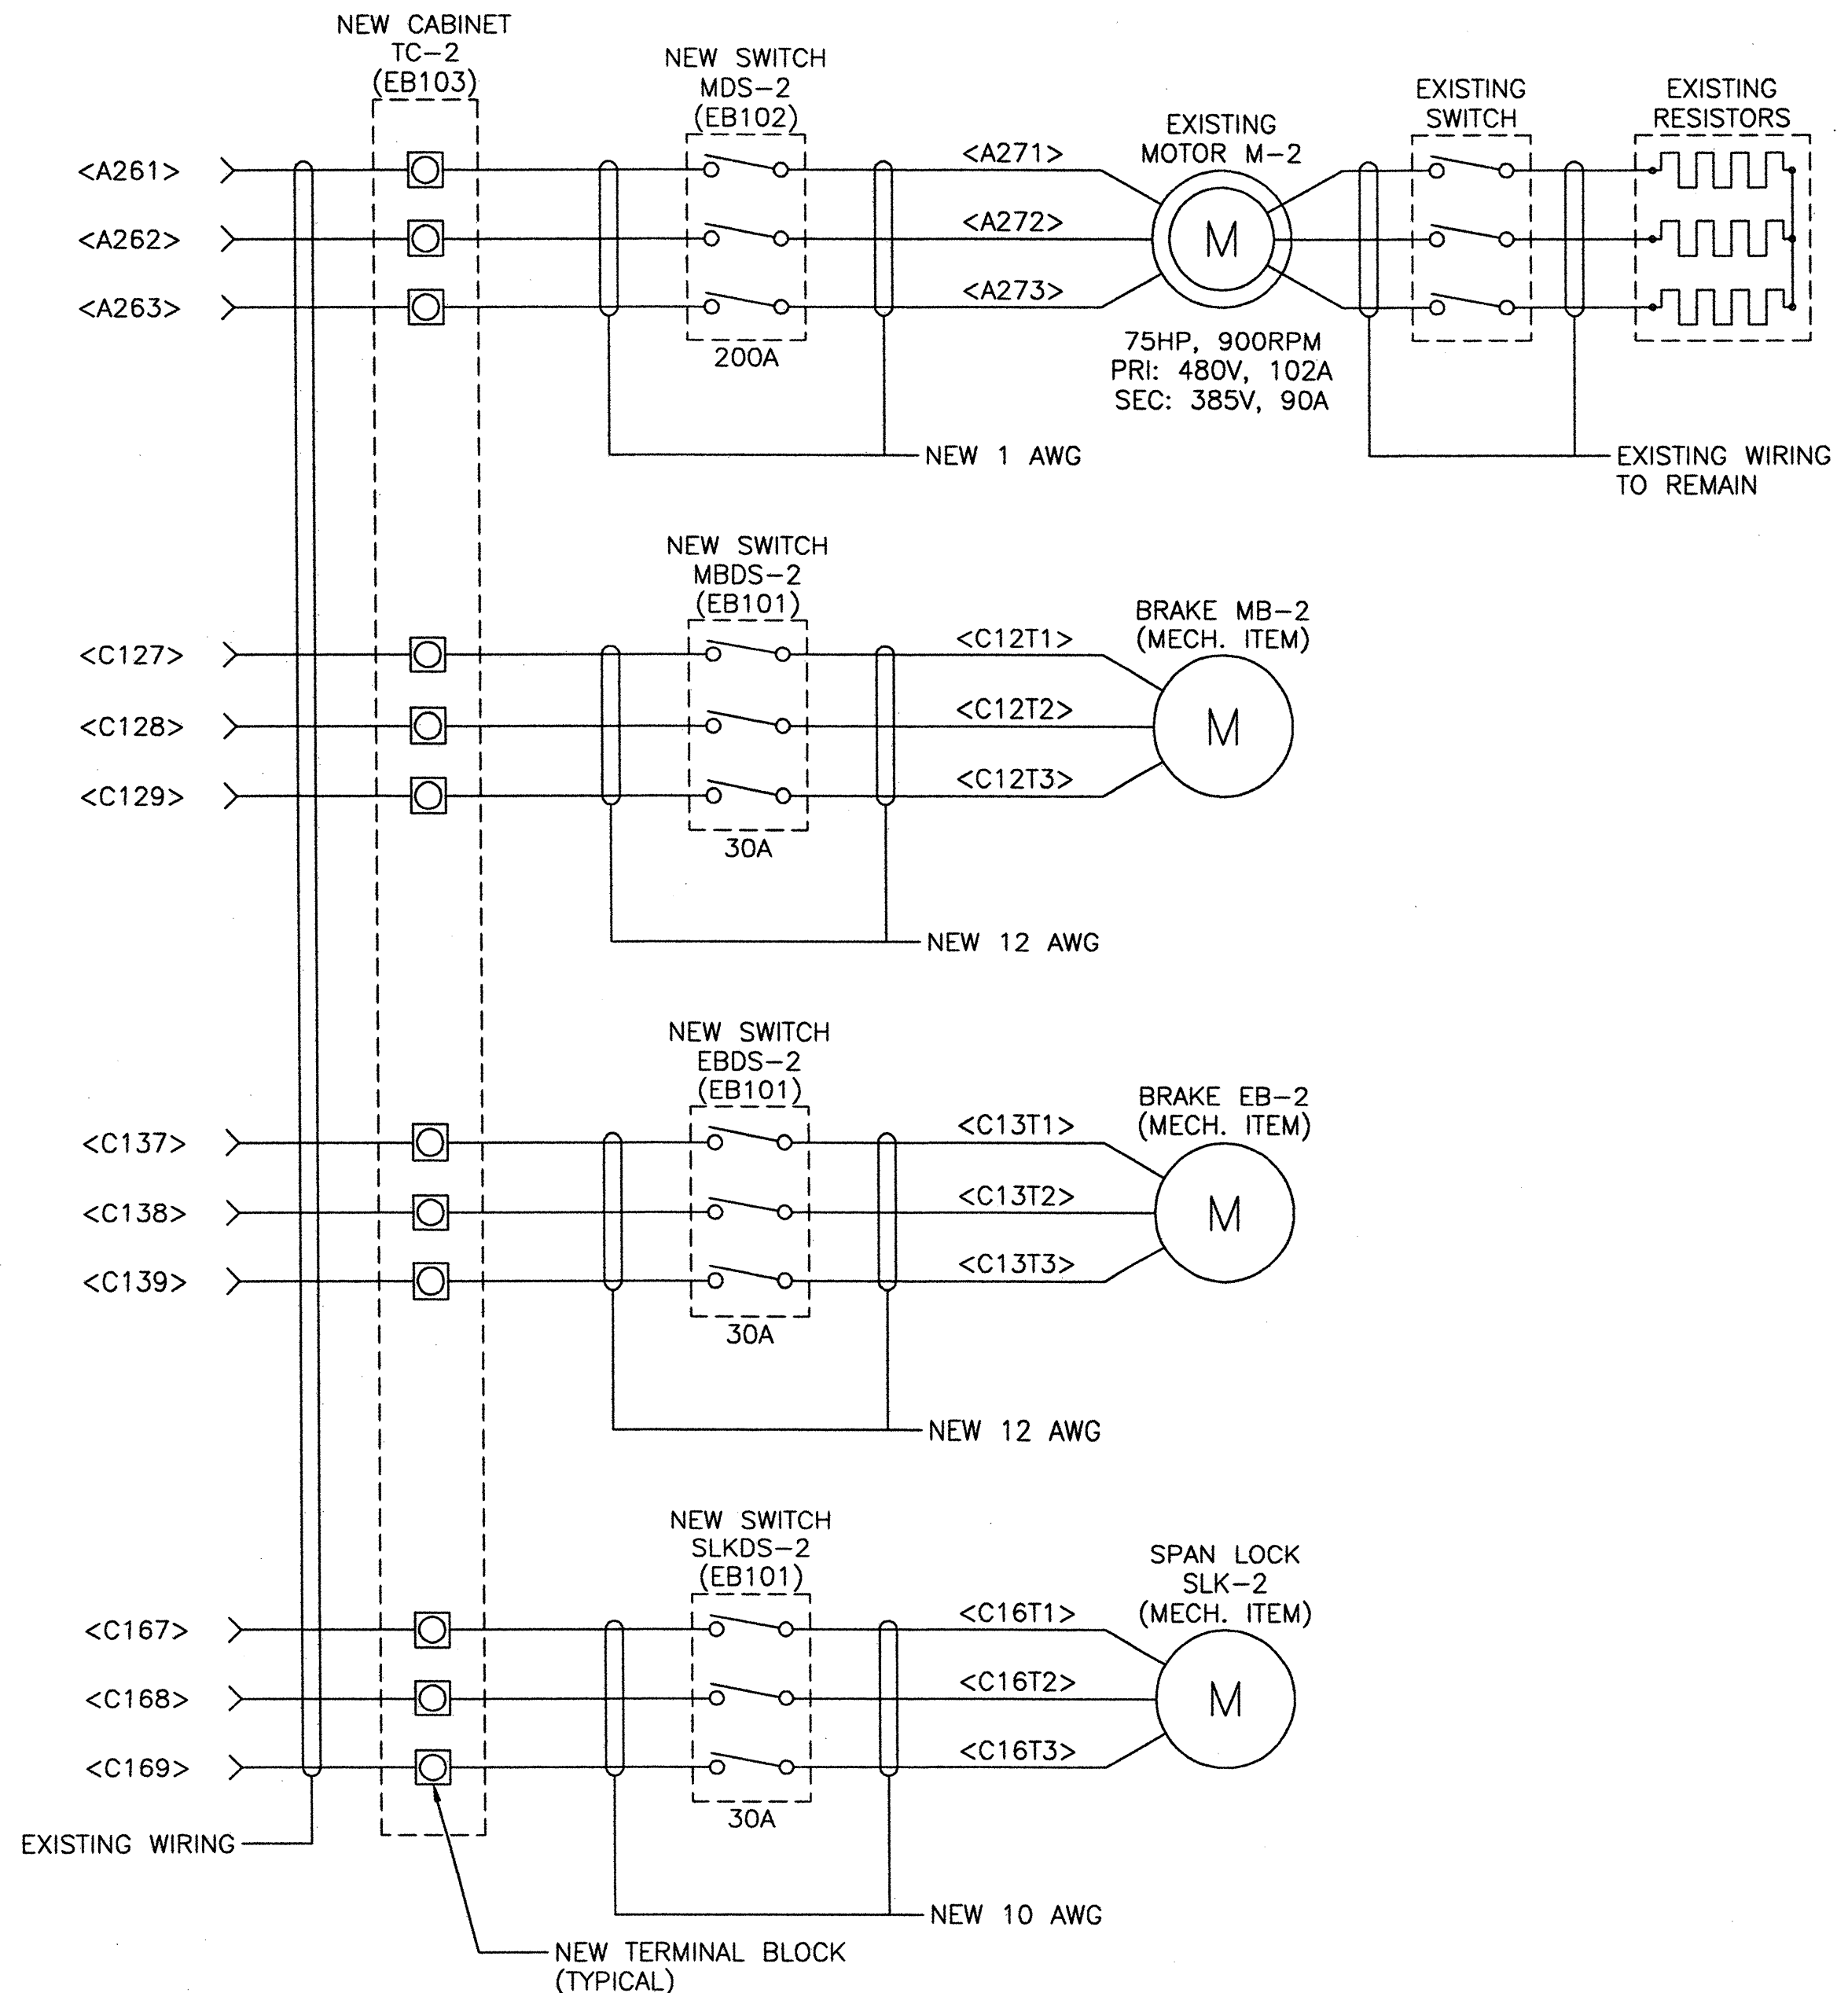 NEW CABINET
TC-2
(EB103)
NEW SWITCH
MDS-2
(EB102)
EXISTING
MOTOR M-2
EXISTING
SWITCH
EXISTING
RESISTORS
<A261>
<A271>
<A262>
<A272>
M
<A263>
<A273>
200A
75HP, 900RPM
PRI: 480V, 102A
SEC: 385V, 90A
NEW 1 AWG
EXISTING WIRING
TO REMAIN
NEW SWITCH
MBDS-2
(EB101)
BRAKE MB-2
(MECH. ITEM)
<C127>
<C12T1>
<C128>
<C12T2>
M
<C129>
<C12T3>
30A
NEW 12 AWG
NEW SWITCH
EBDS-2
(EB101)
BRAKE EB-2
(MECH. ITEM)
<C137>
<C13T1>
<C138>
<C13T2>
M
<C139>
<C13T3>
30A
NEW 12 AWG
NEW SWITCH
SLKDS-2
(EB101)
SPAN LOCK
SLK-2
(MECH. ITEM)
<C167>
<C16T1>
<C168>
<C16T2>
M
<C169>
<C16T3>
30A
EXISTING WIRING
NEW 10 AWG
NEW TERMINAL BLOCK
(TYPICAL)